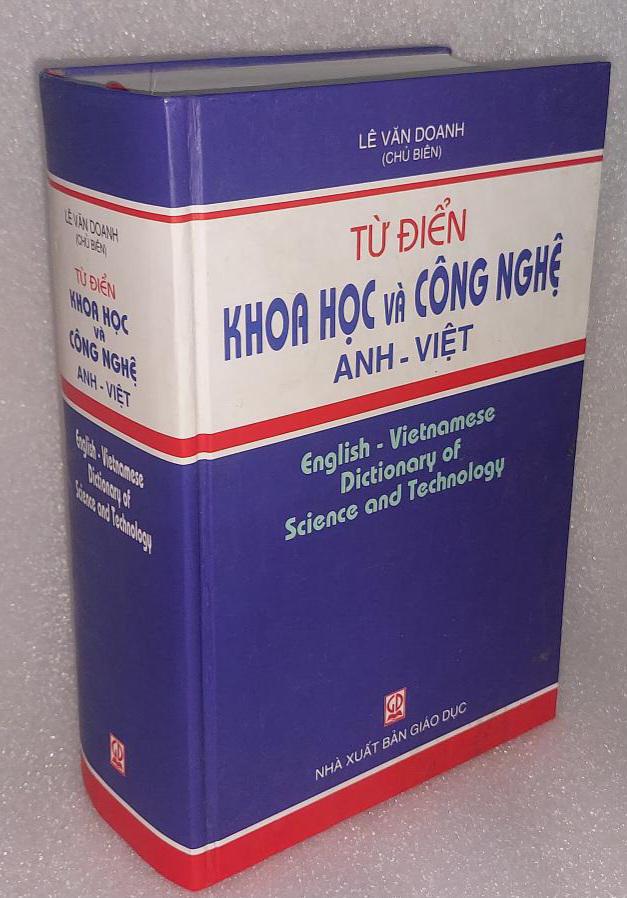 LÊ VĂN DOANH
(CHỦ BIÊN)
TỪ ĐIỂN
KHOA HỌC VÀ CÔNG NGHỆ
ANH - VIỆT
English - Vietnamese
Dictionary of
Science and Technology
GD
NHÀ XUẤT BẢN GIÁO DỤC
LÊ VĂN DOANH
(CHỦ BIÊN)
TỪ ĐIỂN
KHOA HỌC
VÀ
CÔNG NGHỆ
ANH - VIỆT
English - Vietnamese
Dictionary of
Science and Technology
GD